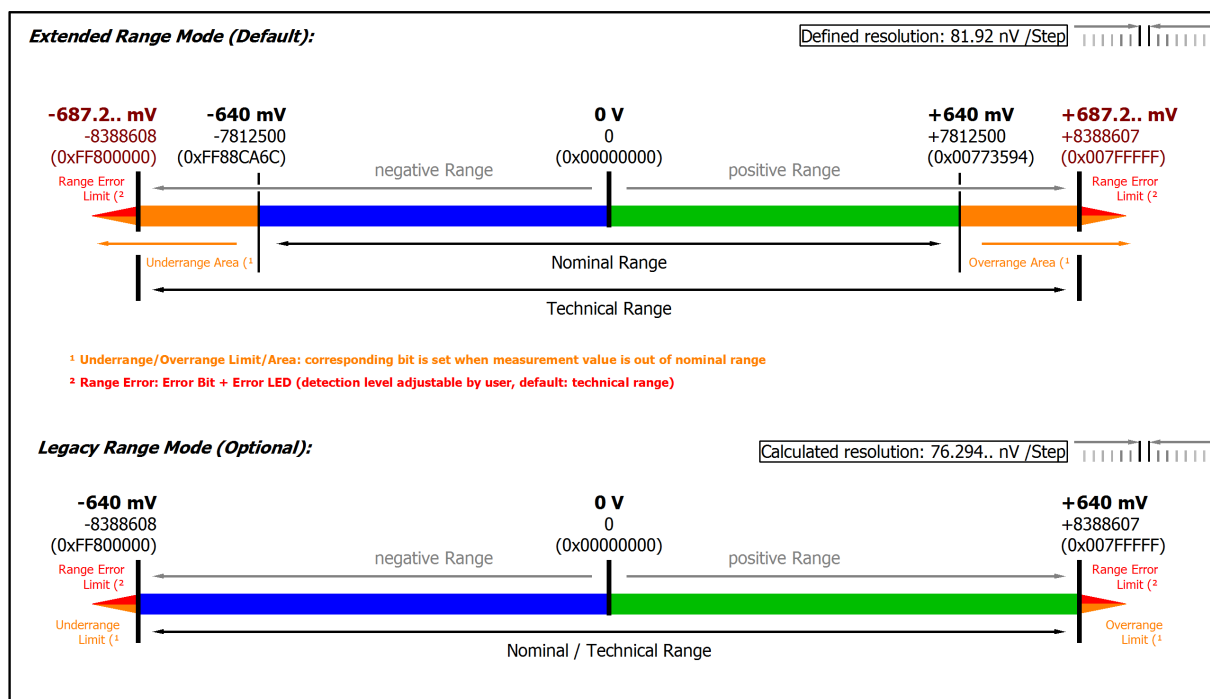 Extended Range Mode (Default):
Defined resolution: 81.92 nV /Step
-687.2.. mV
-8388608
(0xFF800000)
-640 mV
-7812500
(0xFF88CA6C)
0 V
0
(0x00000000)
+640 mV
+7812500
(0x00773594)
+687.2.. mV
+8388607
(0x007FFFFF)
negative Range
positive Range
Range Error
Limit (²
Range Error
Limit (²
Underrange Area (¹
Nominal Range
Overrange Area (¹
Technical Range
¹ Underrange/Overrange Limit/Area: corresponding bit is set when measurement value is out of nominal range
² Range Error: Error Bit + Error LED (detection level adjustable by user, default: technical range)
Legacy Range Mode (Optional):
Calculated resolution: 76.294.. nV /Step
-640 mV
-8388608
(0xFF800000)
0 V
0
(0x00000000)
+640 mV
+8388607
(0x007FFFFF)
negative Range
positive Range
Range Error
Limit (²
Range Error
Limit (²
Underrange
Limit (¹
Overrange
Limit (¹
Nominal / Technical Range